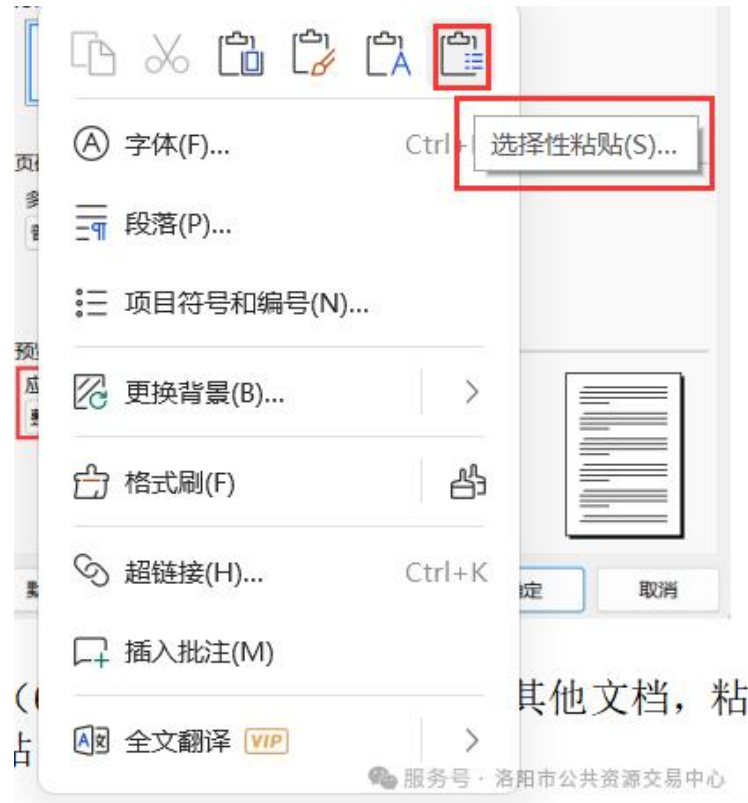 字体(F)...
Ctrl+
选择性粘贴(S)...
段落(P)...
项目符号和编号(N)...
更换背景(B)...
格式刷(F)
超链接(H)... Ctrl+K
取消
插入批注(M)
其他文档，粘
全文翻译 VIP
服务号 · 洛阳市公共资源交易中心